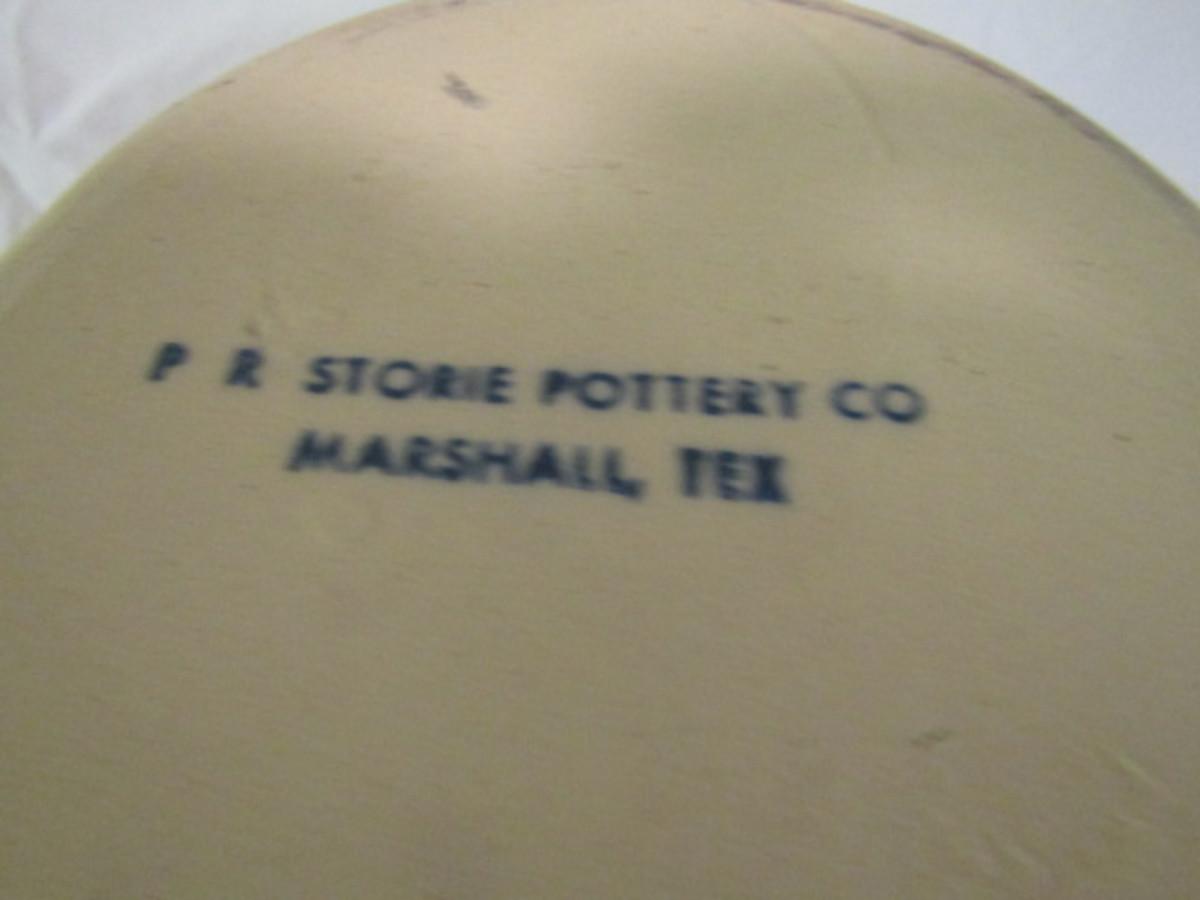 P R STORIE POTTERY CO
MARSHALL, TEX